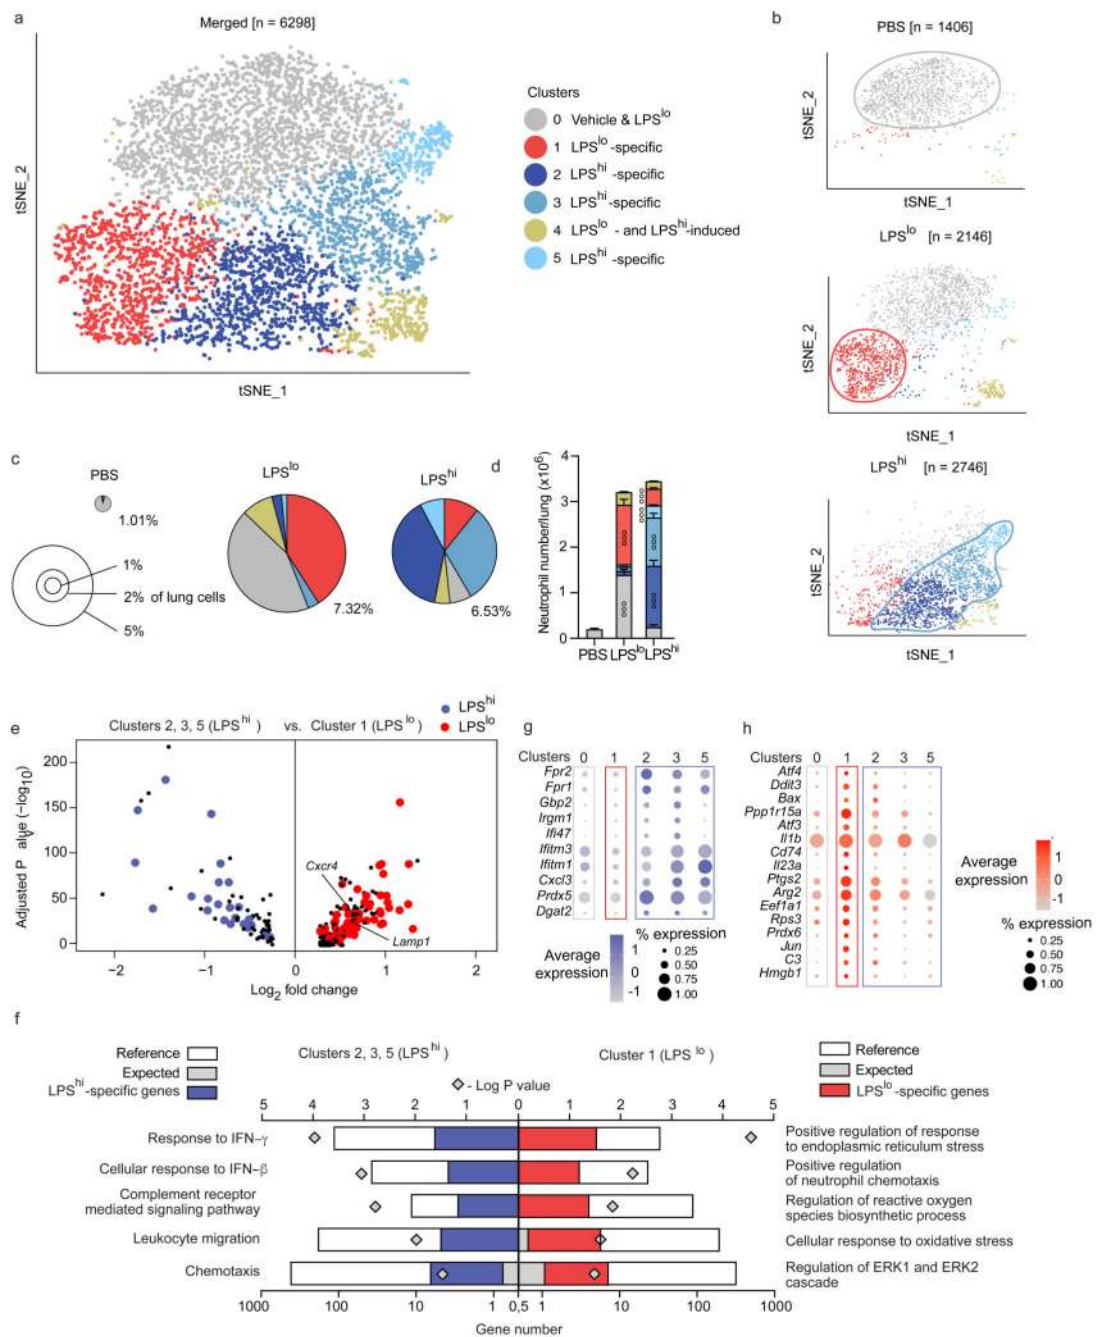 a
Merged [n = 6298]
tSNE_2
tSNE_1
Clusters
0 Vehicle & LPSlo
1 LPSlo -specific
2 LPShi -specific
3 LPShi -specific
4 LPSlo - and LPShi-induced
5 LPShi -specific
b
PBS [n = 1406]
tSNE_2
tSNE_1
LPSlo [n = 2146]
tSNE_2
tSNE_1
LPShi [n = 2746]
tSNE_2
tSNE_1
c
PBS
1.01%
1%
2% of lung cells
5%
LPSlo
7.32%
LPShi
6.53%
d
Neutrophil number/lung (x106)
4
3
2
1
0
PBS LPSlo LPShi
e
LPShi
LPSlo
Clusters 2, 3, 5 (LPShi) vs. Cluster 1 (LPSlo)
Adjusted P value (−log10)
200
150
100
50
0
Cxcr4
Lamp1
−2 −1 0 1 2
Log2 fold change
g
Clusters 0 1 2 3 5
Fpr2
Fpr1
Gbp2
Irgm1
Ifi47
Ifitm3
Ifitm1
Cxcl3
Prdx5
Dgat2
Average
expression
1
0
-1
% expression
0.25
0.50
0.75
1.00
h
Clusters 0 1 2 3 5
Atf4
Ddit3
Bax
Ppp1r15a
Atf3
Il1b
Cd74
Il23a
Ptgs2
Arg2
Eef1a1
Rps3
Prdx6
Jun
C3
Hmgb1
Average
expression
1
0
-1
% expression
0.25
0.50
0.75
1.00
f
Reference
Expected
LPShi-specific genes
Clusters 2, 3, 5 (LPShi)
Cluster 1 (LPS lo)
Reference
Expected
LPSlo-specific genes
- Log P value
5 4 3 2 1 0 1 2 3 4 5
Response to IFN-γ
Cellular response to IFN-β
Complement receptor
mediated signaling pathway
Leukocyte migration
Chemotaxis
Positive regulation of response
to endoplasmic reticulum stress
Positive regulation
of neutrophil chemotaxis
Regulation of reactive oxygen
species biosynthetic process
Cellular response to oxidative stress
Regulation of ERK1 and ERK2
cascade
1000 100 10 1 0,5 1 10 100 1000
Gene number